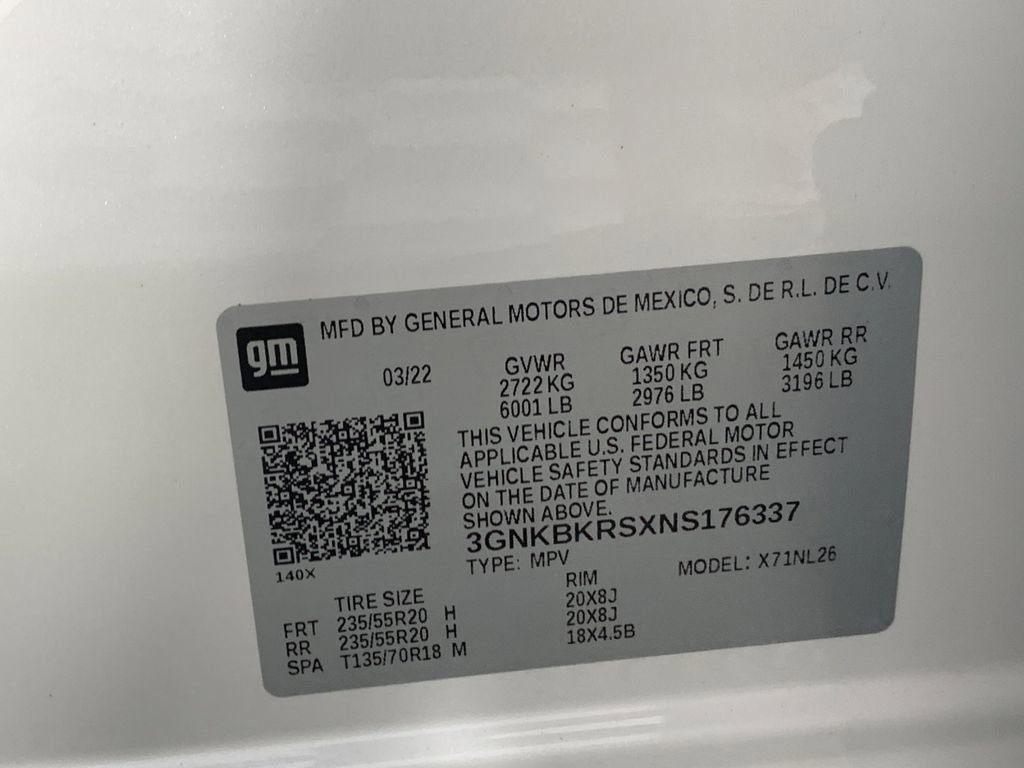 gm
MFD BY GENERAL MOTORS DE MEXICO, S. DE R.L. DE C.V.
03/22 GVWR GAWR FRT GAWR RR
2722 KG 1350 KG 1450 KG
6001 LB 2976 LB 3196 LB
THIS VEHICLE CONFORMS TO ALL
APPLICABLE U.S. FEDERAL MOTOR
VEHICLE SAFETY STANDARDS IN EFFECT
ON THE DATE OF MANUFACTURE
SHOWN ABOVE.
3GNKBKRSXNS176337
TYPE: MPV MODEL: X71NL26
140X
TIRE SIZE RIM
FRT 235/55R20 H 20X8J
RR 235/55R20 H 20X8J
SPA T135/70R18 M 18X4.5B